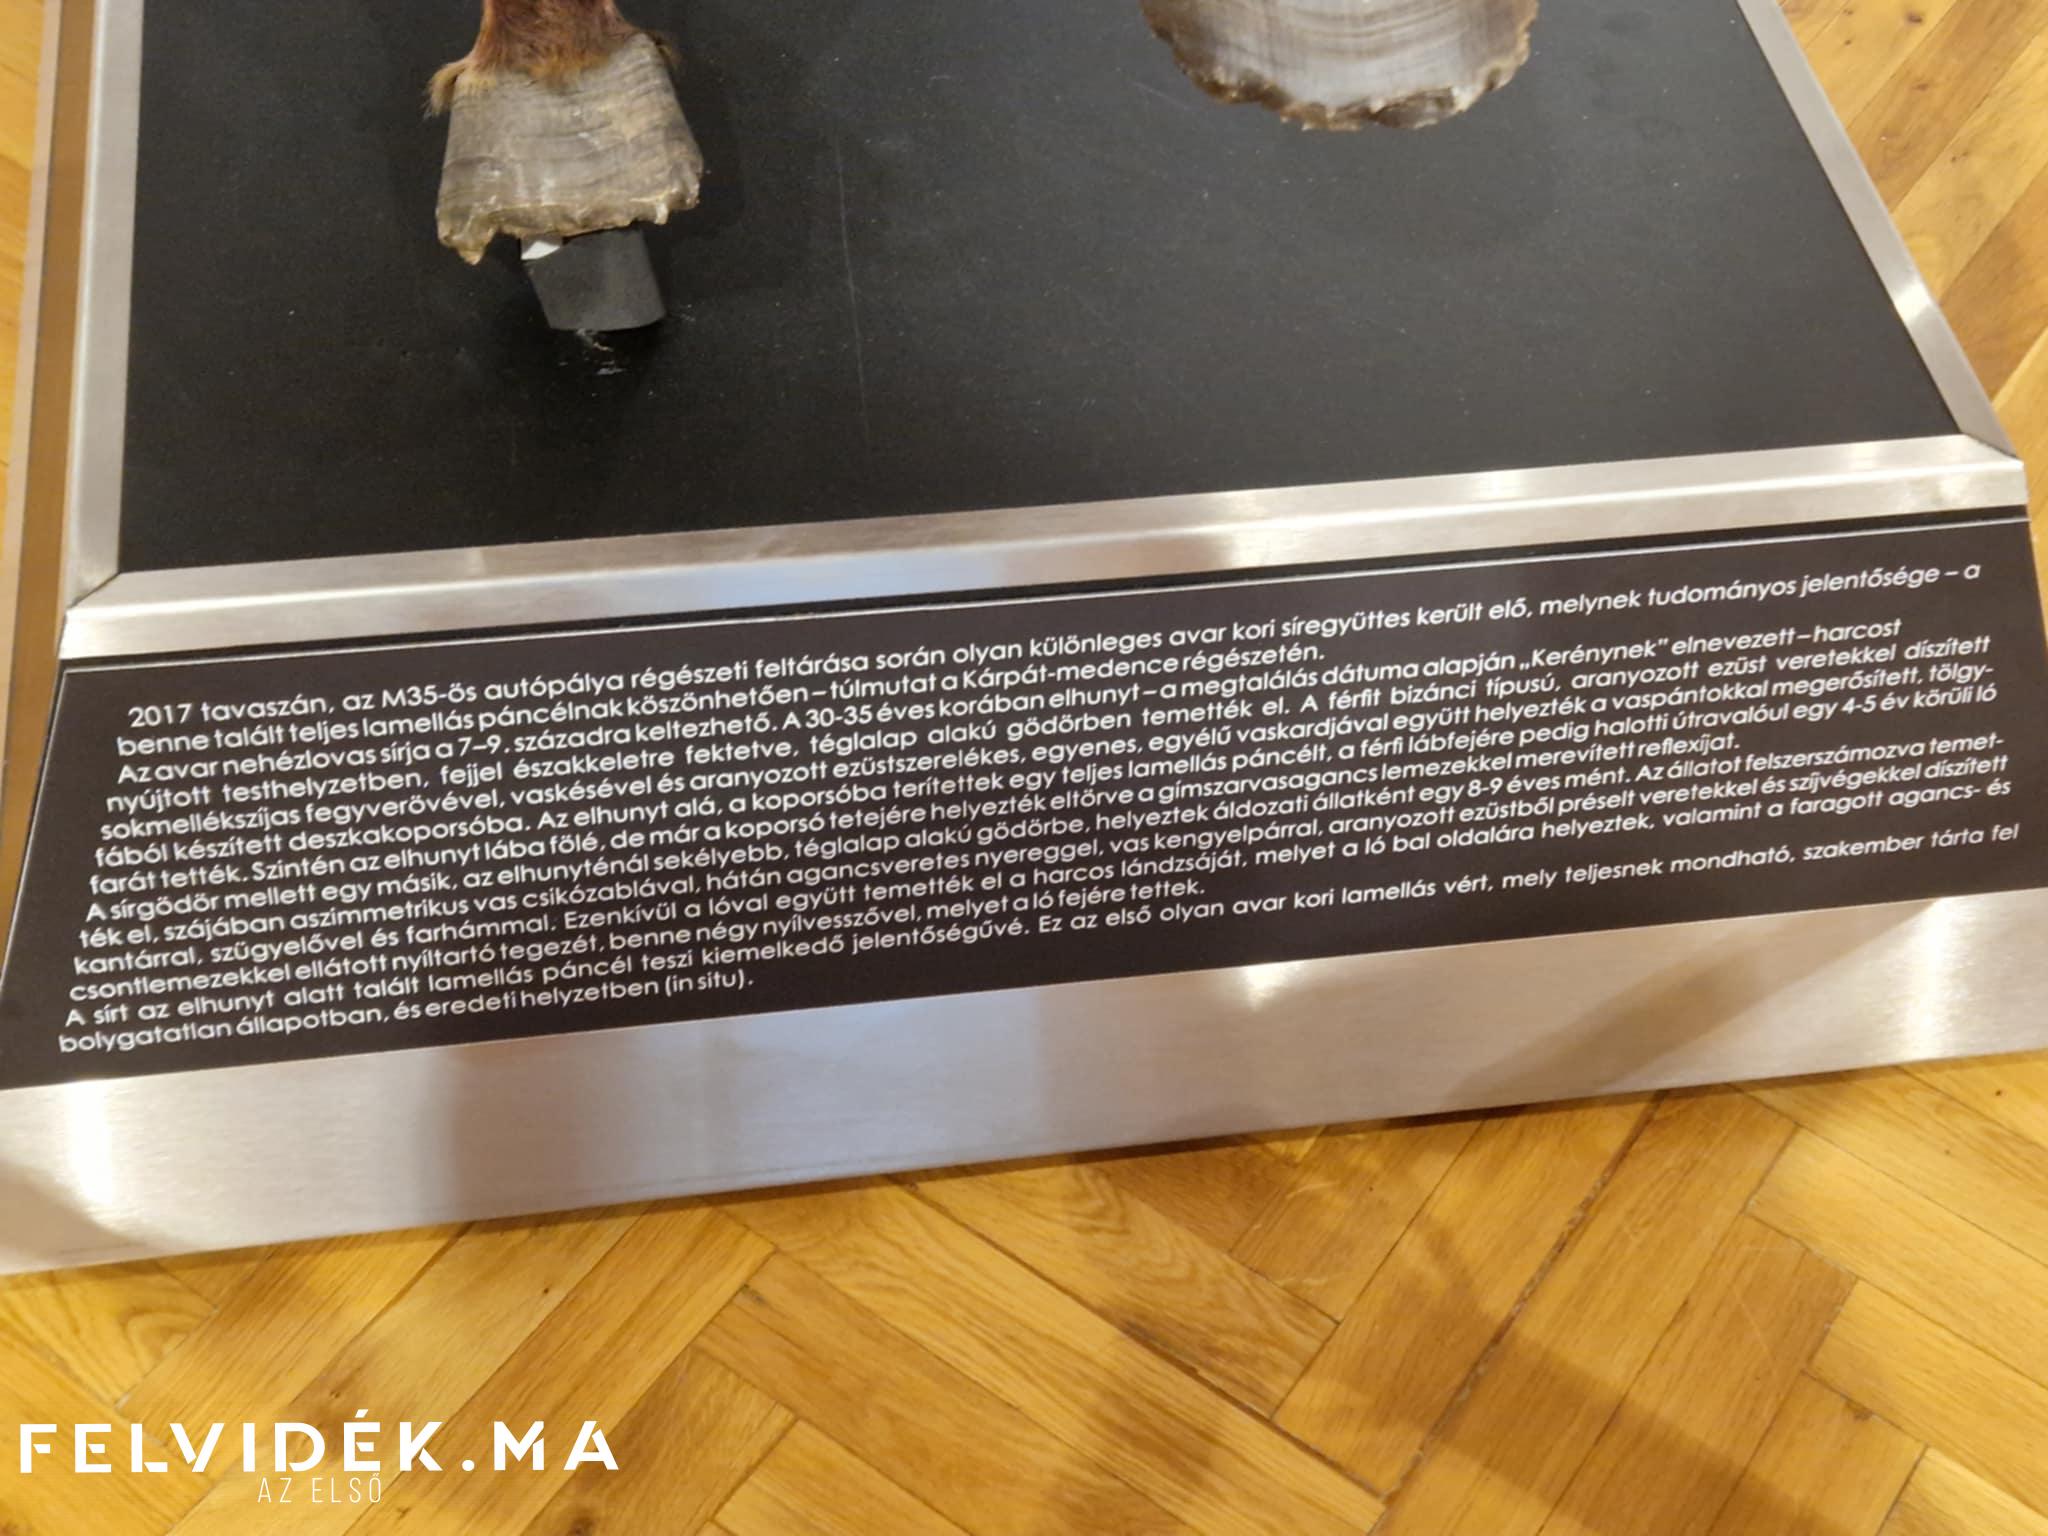 2017 tavaszán, az M35-ös autópálya régészeti feltárása során olyan különleges avar kori síregyüttes került elő, melynek tudományos jelentősége – a
benne talált teljes lamellás páncélnak köszönhetően – túlmutat a Kárpát-medence régészetén.
Az avar nehézlovas sírja a 7–9. századra keltezhető. A 30-35 éves korában elhunyt – a megtalálás dátuma alapján „Kerénynek” elnevezett – harcost
nyújtott testhelyzetben, fejjel északkeletre fektetve, téglalap alakú gödörben temették el. A férfit bizánci típusú, aranyozott ezüst veretekkel díszített
sokmellékszíjas fegyverövével, vaskésével és aranyozott ezüstszerelékes, egyenes, egyélű vaskardjával együtt helyezték a vaspántokkal megerősített, tölgy-
fából készített deszkakoporsóba. Az elhunyt alá, a koporsóba terítettek egy teljes lamellás páncélt, a férfi lábfejére pedig halotti útravalóul egy 4-5 év körüli ló
farát tették. Szintén az elhunyt lába fölé, de már a koporsó tetejére helyezték eltörve a gímszarvasagancs lemezekkel merevített reflexíjat.
A sírgödör mellett egy másik, az elhunyténál sekélyebb, téglalap alakú gödörbe, helyeztek áldozati állatként egy 8-9 éves mént. Az állatot felszerszámozva temet-
ték el, szájában aszimmetrikus vas csikózablával, hátán agancsveretes nyereggel, vas kengyelpárral, aranyozott ezüstből préselt veretekkel és szíjvégekkel díszített
kantárral, szügyelővel és farhámmal. Ezenkívül a lóval együtt temették el a harcos lándzsáját, melyet a ló bal oldalára helyeztek, valamint a faragott agancs- és
csontlemezekkel ellátott nyíltartó tegezét, benne négy nyílvesszővel, melyet a ló fejére tettek.
A sírt az elhunyt alatt talált lamellás páncél teszi kiemelkedő jelentőségűvé. Ez az első olyan avar kori lamellás vért, mely teljesnek mondható, szakember tárta fel
bolygatatlan állapotban, és eredeti helyzetben (in situ).
FELVIDÉK.MA
AZ ELSŐ